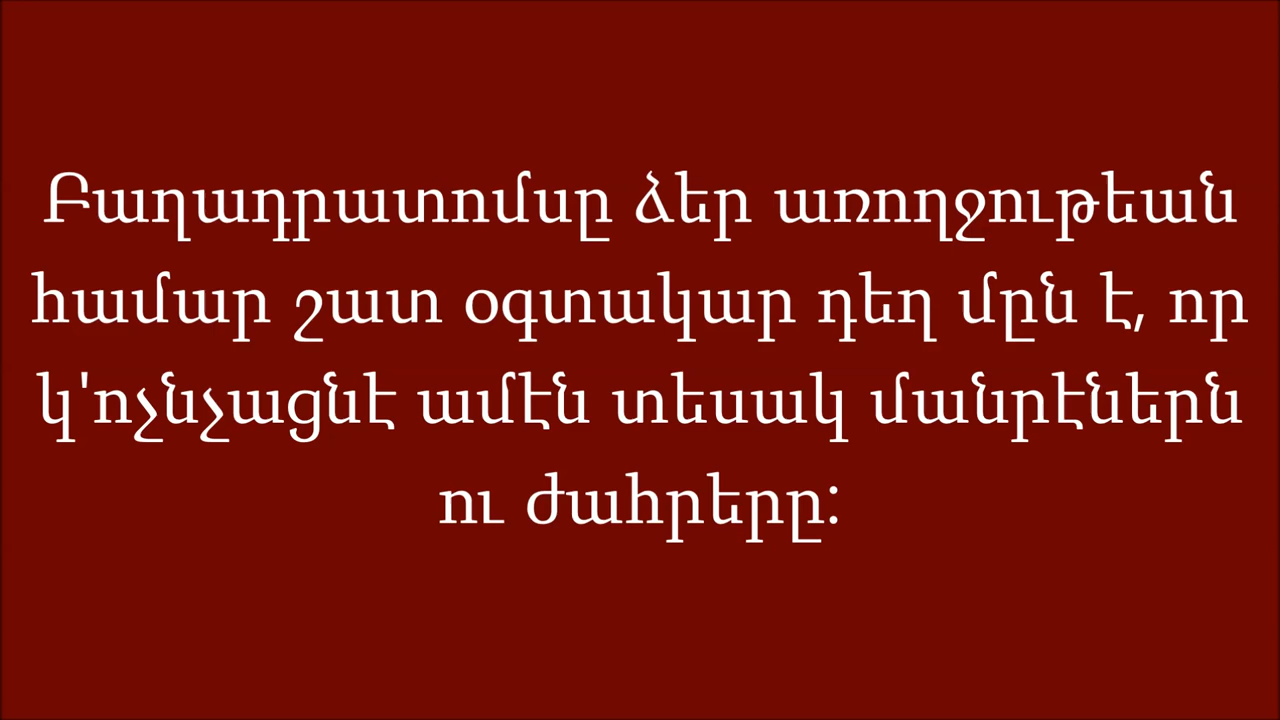 Բաղադրատոմսը ձեր առողջութեան
համար շատ օգտակար դեղ մըն է, որ
կ'ոչնչացնէ ամէն տեսակ մանրէներն
ու ժահրերը: